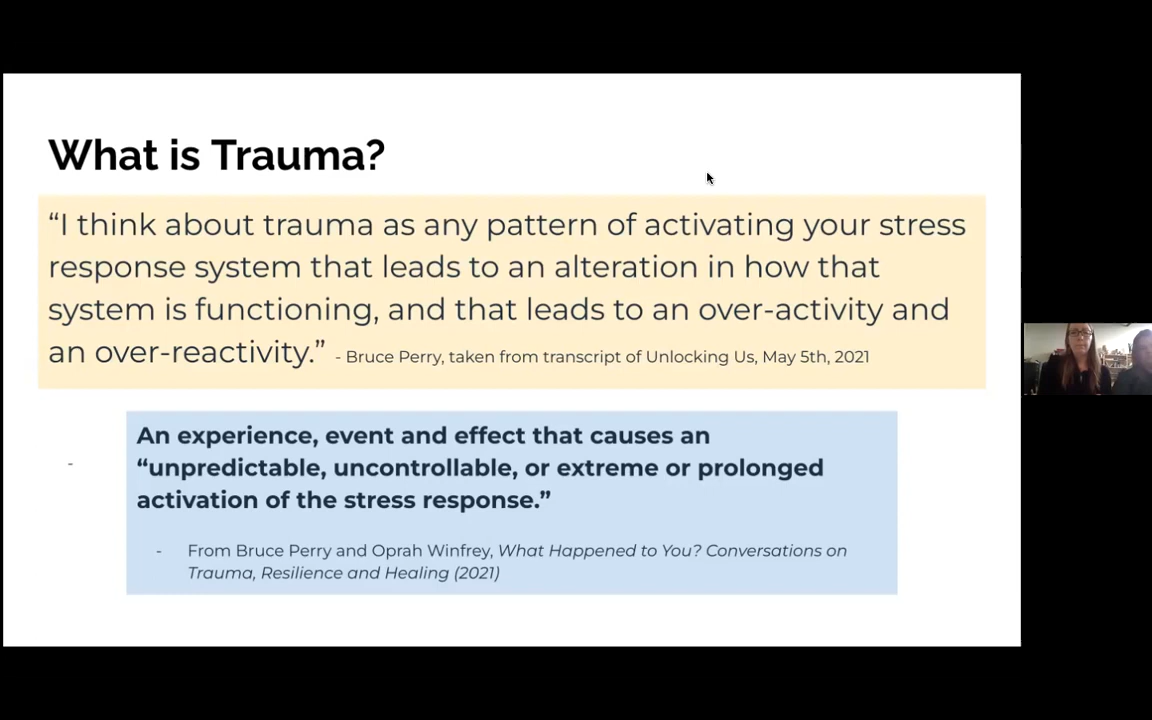 What is Trauma?
“I think about trauma as any pattern of activating your stress
response system that leads to an alteration in how that
system is functioning, and that leads to an over-activity and
an over-reactivity.” - Bruce Perry, taken from transcript of Unlocking Us, May 5th, 2021
-
An experience, event and effect that causes an
“unpredictable, uncontrollable, or extreme or prolonged
activation of the stress response.”
- From Bruce Perry and Oprah Winfrey, What Happened to You? Conversations on
Trauma, Resilience and Healing (2021)